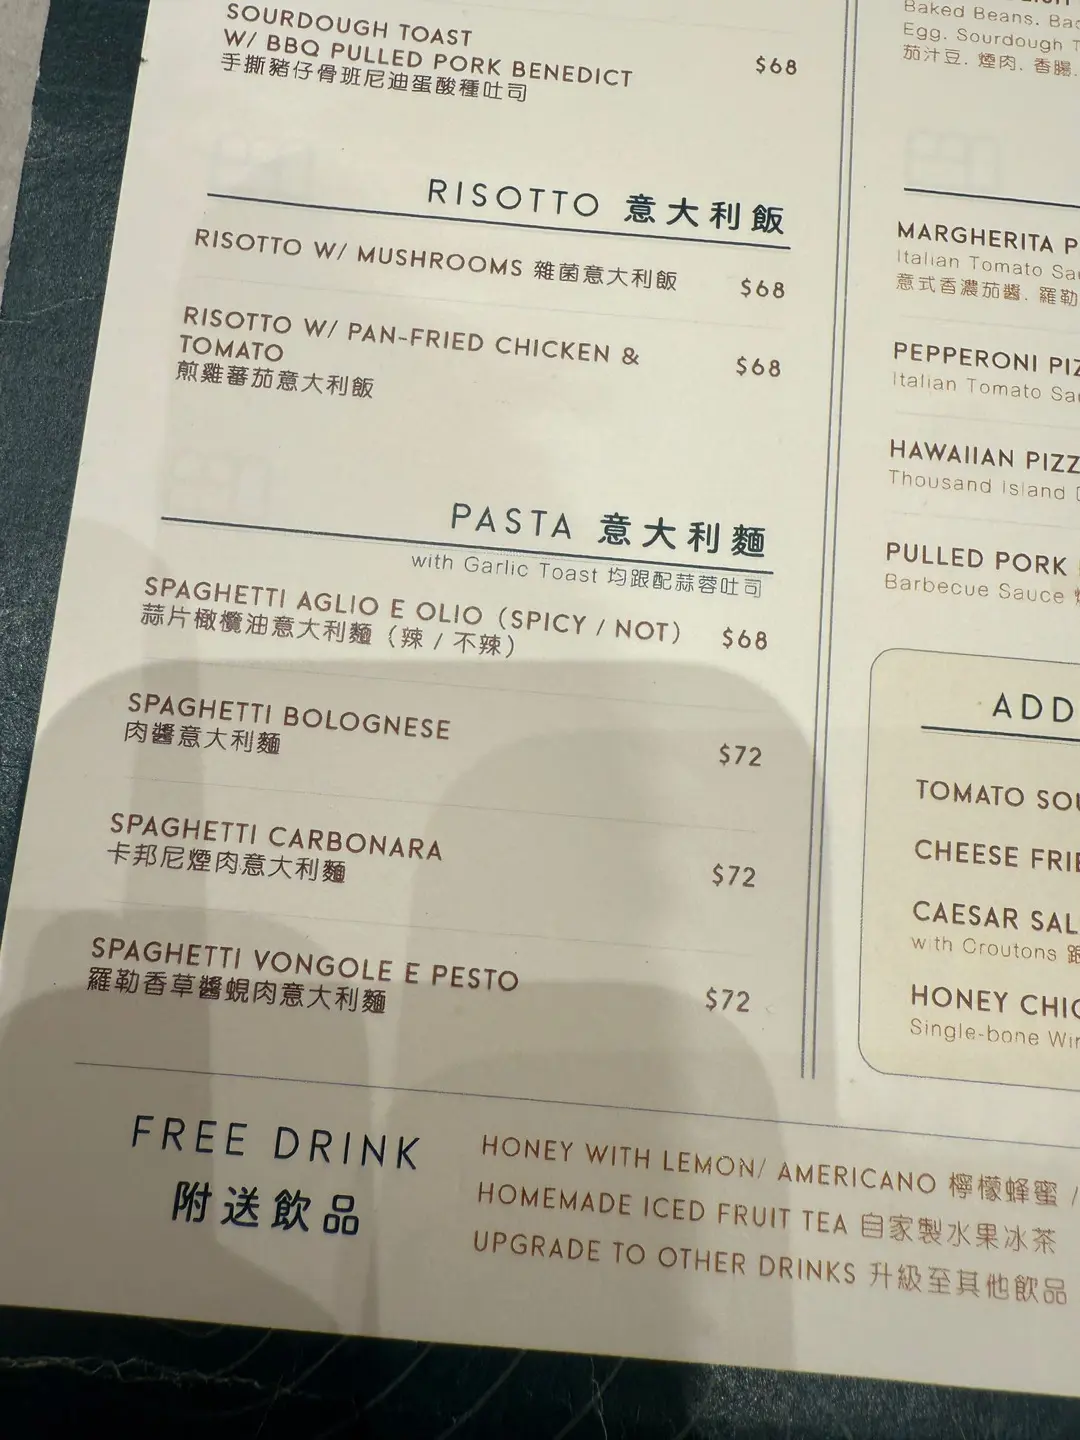 SOURDOUGH TOAST
W/ BBQ PULLED PORK BENEDICT $68
手撕豬仔骨班尼迪蛋酸種吐司
RISOTTO 意大利飯
RISOTTO W/ MUSHROOMS 雜菌意大利飯 $68
RISOTTO W/ PAN-FRIED CHICKEN &
TOMATO $68
煎雞蕃茄意大利飯
PASTA 意大利麵
with Garlic Toast 均跟配蒜蓉吐司
SPAGHETTI AGLIO E OLIO (SPICY / NOT) $68
蒜片橄欖油意大利麵 (辣 / 不辣)
SPAGHETTI BOLOGNESE $72
肉醬意大利麵
SPAGHETTI CARBONARA $72
卡邦尼煙肉意大利麵
SPAGHETTI VONGOLE E PESTO $72
羅勒香草醬蜆肉意大利麵
Baked Beans.
Egg. Sourdough
茄汁豆. 煙肉. 香腸.
MARGHERITA
Italian Tomato
意式香濃茄醬. 羅勒
PEPPERONI
Italian Tomato
HAWAIIAN
Thousand Island
PULLED PORK
Barbecue Sauce
ADD
TOMATO
CHEESE
CAESAR
with Croutons 跟
HONEY
Single-bone
FREE DRINK
附送飲品
HONEY WITH LEMON/ AMERICANO 檸檬蜂蜜 /
HOMEMADE ICED FRUIT TEA 自家製水果冰茶
UPGRADE TO OTHER DRINKS 升級至其他飲品